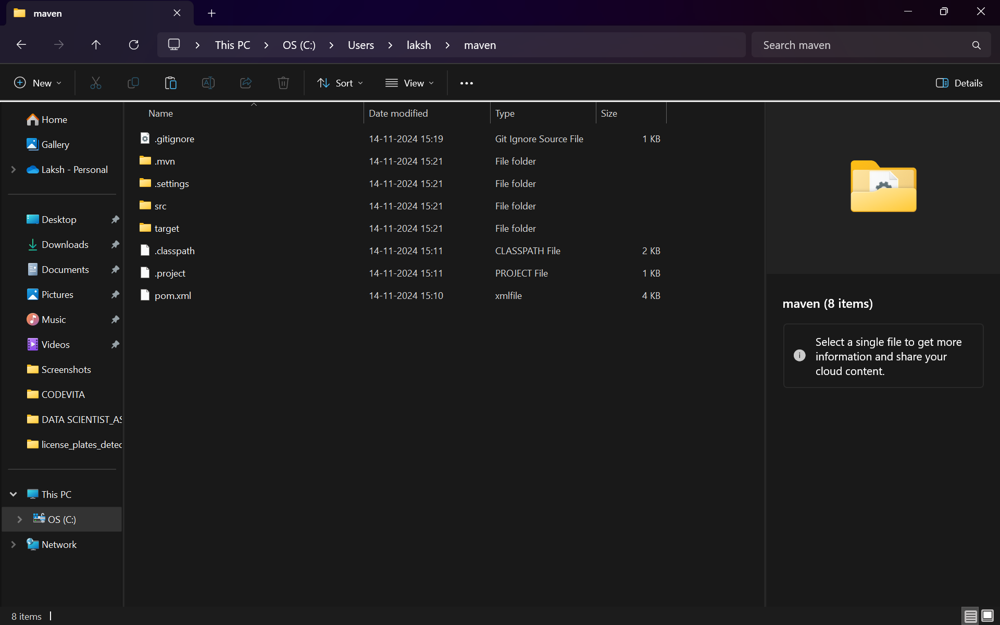 maven
This PC > OS (C:) > Users > laksh > maven
Search maven
New
Sort
View
Details
Home
Gallery
Laksh - Personal
Desktop
Downloads
Documents
Pictures
Music
Videos
Screenshots
CODEVITA
DATA SCIENTIST_AS
license_plates_detec
This PC
OS (C:)
Network
Name Date modified Type Size
.gitignore 14-11-2024 15:19 Git Ignore Source File 1 KB
.mvn 14-11-2024 15:21 File folder
.settings 14-11-2024 15:21 File folder
src 14-11-2024 15:21 File folder
target 14-11-2024 15:21 File folder
.classpath 14-11-2024 15:11 CLASSPATH File 2 KB
.project 14-11-2024 15:11 PROJECT File 1 KB
pom.xml 14-11-2024 15:10 xmlfile 4 KB
maven (8 items)
Select a single file to get more
information and share your
cloud content.
8 items